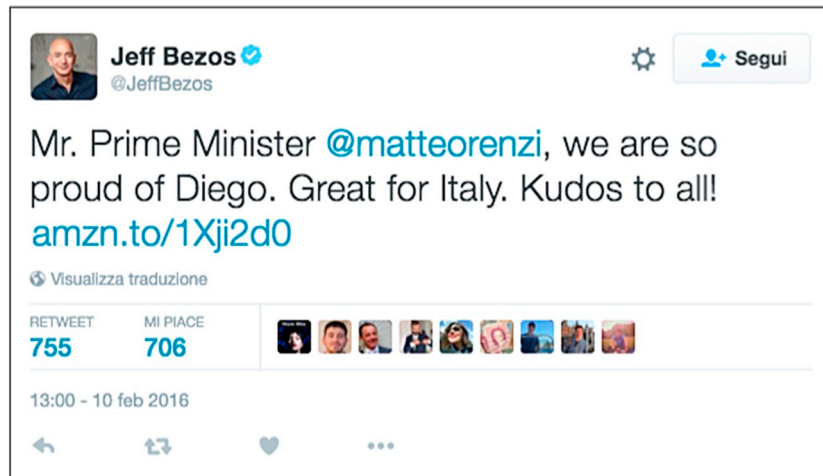 Jeff Bezos
@JeffBezos
Segui
Mr. Prime Minister @matteorenzi, we are so
proud of Diego. Great for Italy. Kudos to all!
amzn.to/1Xji2d0
Visualizza traduzione
RETWEET MI PIACE
755 706
13:00 - 10 feb 2016